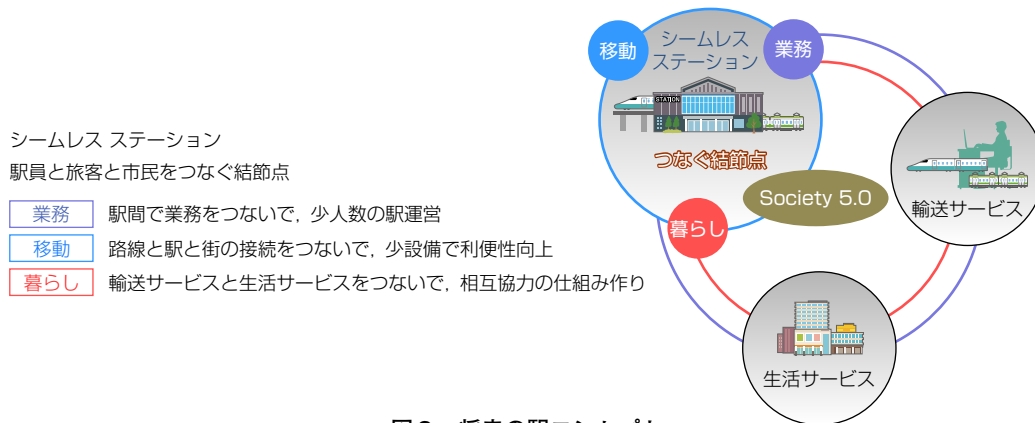 シームレス ステーション
駅員と旅客と市民をつなぐ結節点
業務 駅間で業務をつないで，少人数の駅運営
移動 路線と駅と街の接続をつないで，少設備で利便性向上
暮らし 輸送サービスと生活サービスをつないで，相互協力の仕組み作り
移動
シームレス
ステーション
業務
STATION
つなぐ結節点
Society 5.0
輸送サービス
暮らし
生活サービス